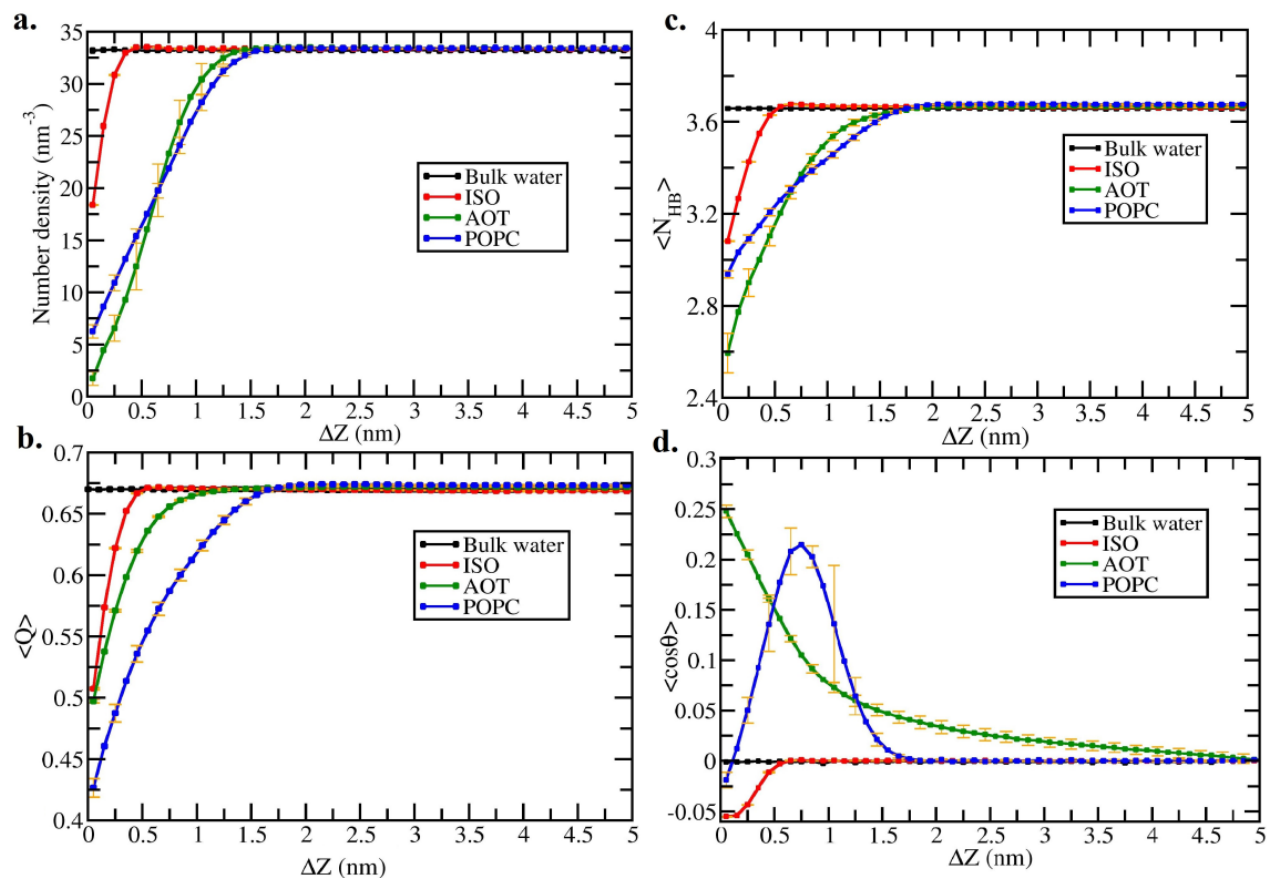 a.
Number density (nm⁻³)
35
30
25
20
15
10
5
0
0 0.5 1 1.5 2 2.5 3 3.5 4 4.5 5
ΔZ (nm)
Bulk water
ISO
AOT
POPC
b.
<Q>
0.7
0.65
0.6
0.55
0.5
0.45
0.4
0 0.5 1 1.5 2 2.5 3 3.5 4 4.5 5
ΔZ (nm)
Bulk water
ISO
AOT
POPC
c.
<N_HB>
4
3.6
3.2
2.8
2.4
0 0.5 1 1.5 2 2.5 3 3.5 4 4.5 5
ΔZ (nm)
Bulk water
ISO
AOT
POPC
d.
<cosθ>
0.3
0.25
0.2
0.15
0.1
0.05
0
-0.05
0 0.5 1 1.5 2 2.5 3 3.5 4 4.5 5
ΔZ (nm)
Bulk water
ISO
AOT
POPC